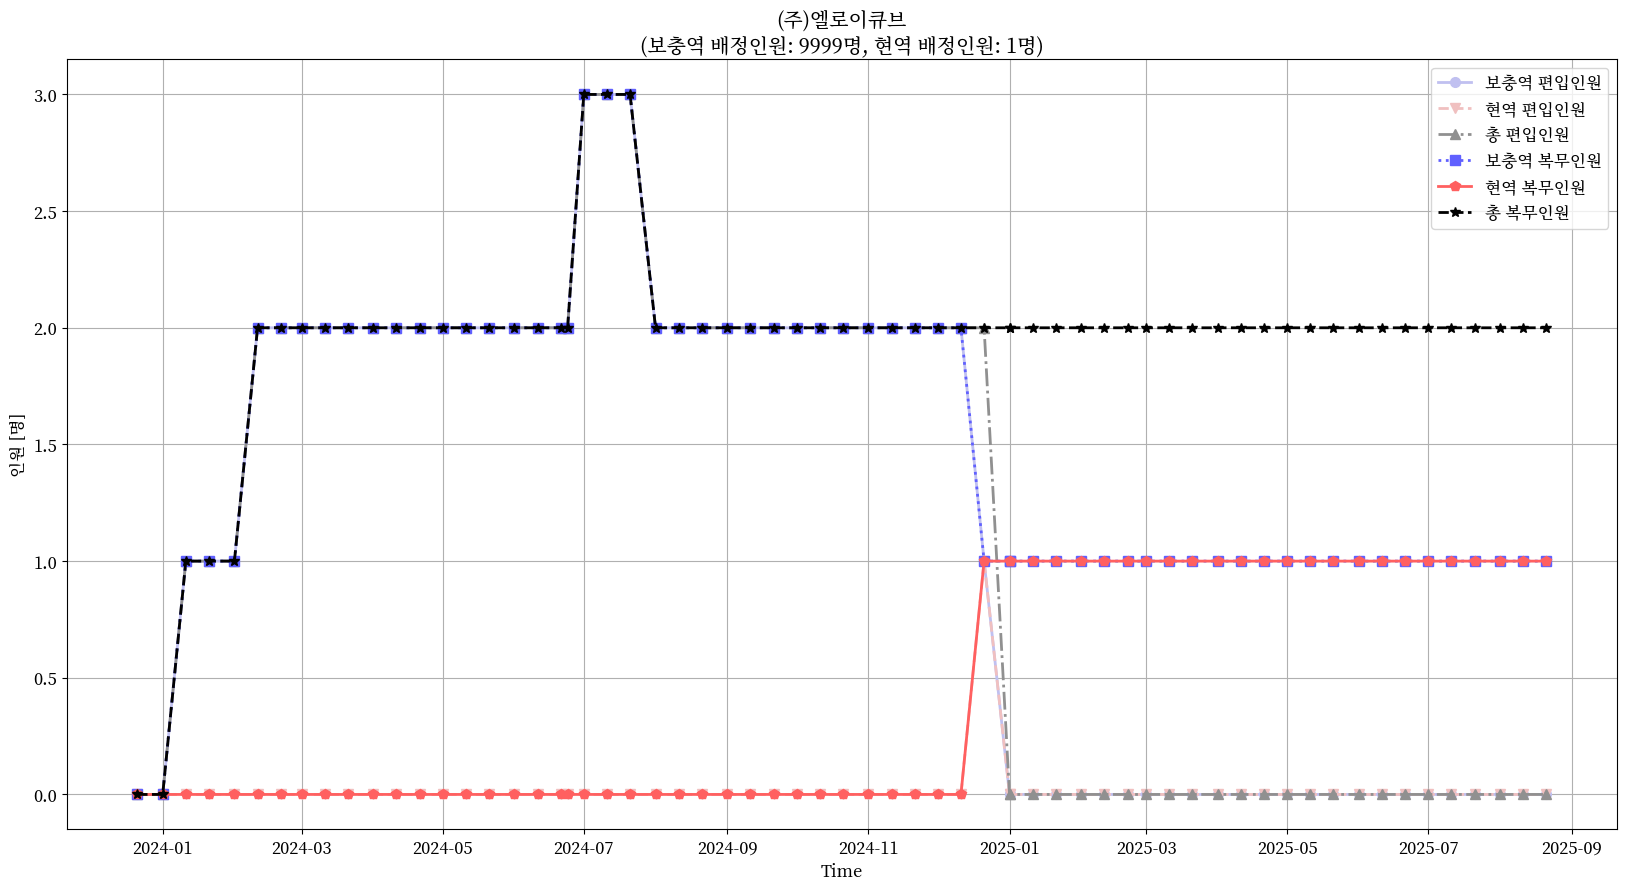 (주)엘로이큐브
(보충역 배정인원: 9999명, 현역 배정인원: 1명)
보충역 편입인원
현역 편입인원
총 편입인원
보충역 복무인원
현역 복무인원
총 복무인원
인원 [명]
3.0
2.5
2.0
1.5
1.0
0.5
0.0
2024-01
2024-03
2024-05
2024-07
2024-09
2024-11
2025-01
2025-03
2025-05
2025-07
2025-09
Time